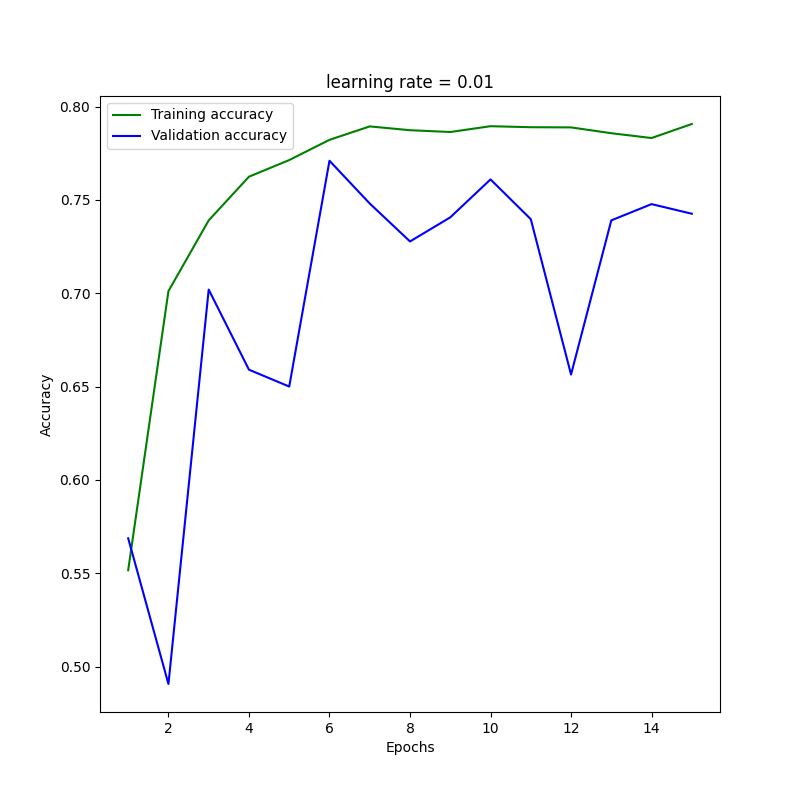 learning rate = 0.01
Training accuracy
Validation accuracy
0.80
0.75
0.70
0.65
0.60
0.55
0.50
Accuracy
2 4 6 8 10 12 14
Epochs